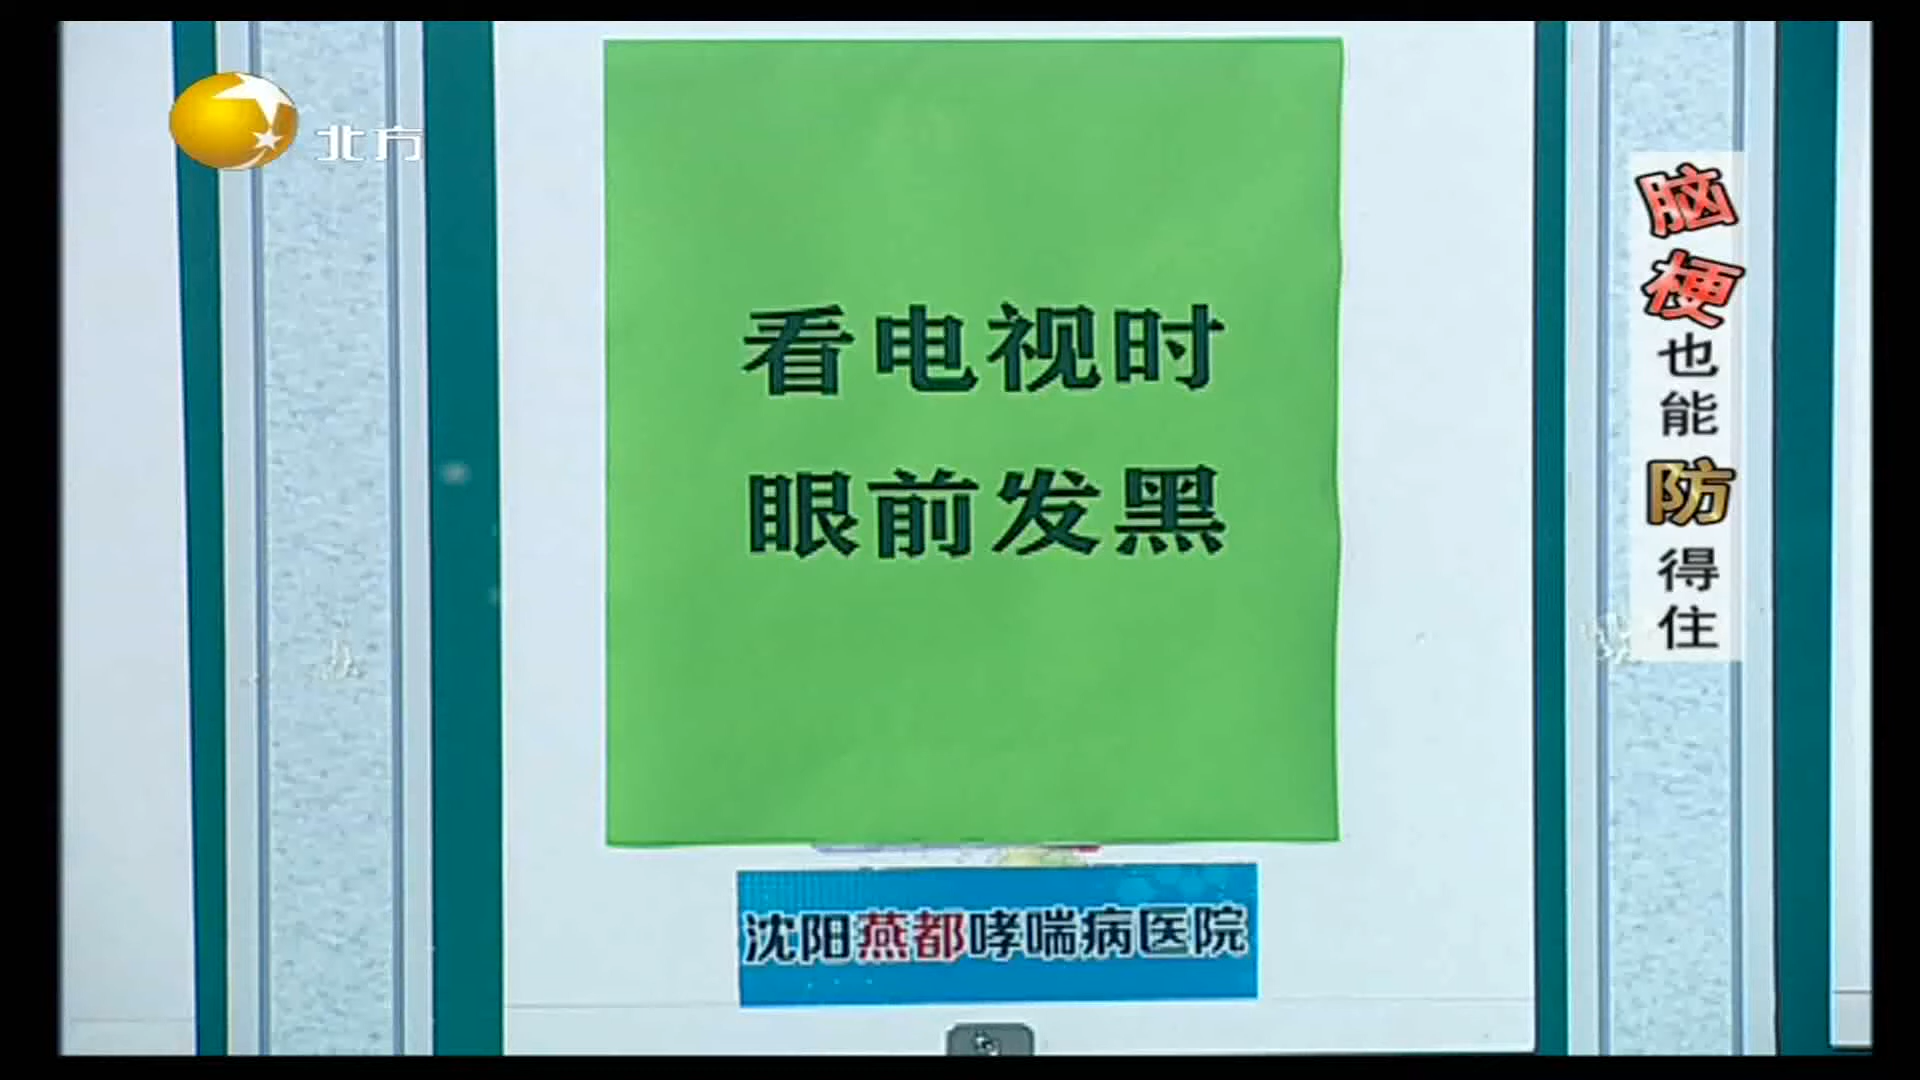 北方
看电视时
眼前发黑
沈阳燕都哮喘病医院
脑梗也能防得住